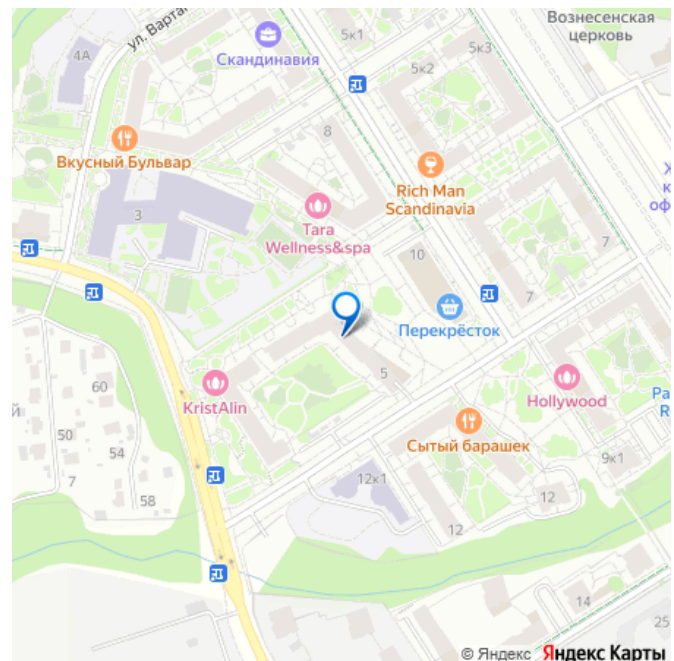 Вознесенская
церковь
ул. Варта
4А
Скандинавия
5к1
5к2
5к3
Вкусный Бульвар
8
Rich Man
Scandinavia
Х
к
оф
3
Tara
Wellness&spa
10
7
7
Перекрёсток
5
60
KristAlin
Hollywood
Pa
R
й
50
54
Сытый барашек
9к1
7
58
12к1
12
12
14
25
© Яндекс Яндекс Карты